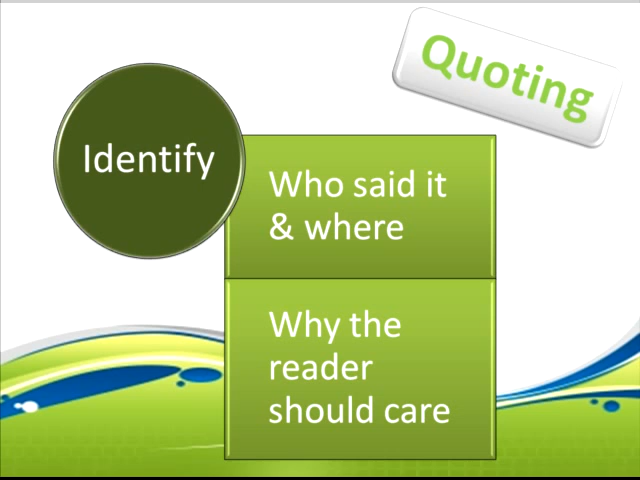 Quoting
Identify
Who said it
& where
Why the
reader
should care